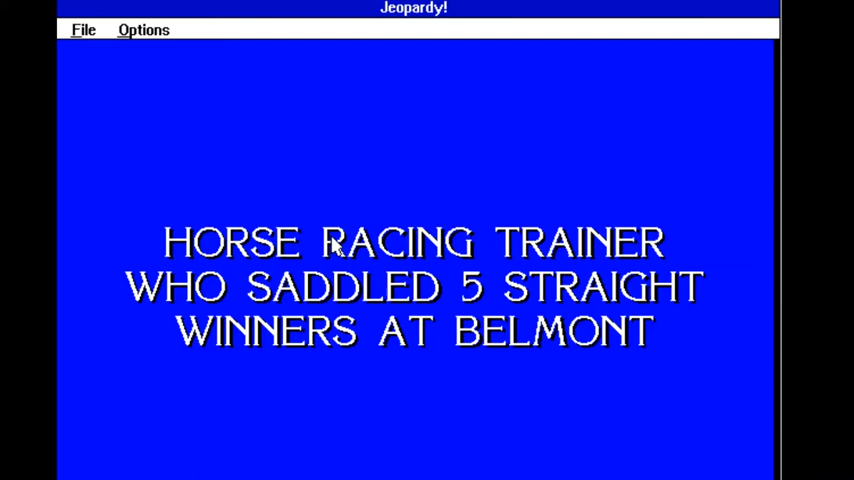 Jeopardy!
File Options
HORSE RACING TRAINER
WHO SADDLED 5 STRAIGHT
WINNERS AT BELMONT